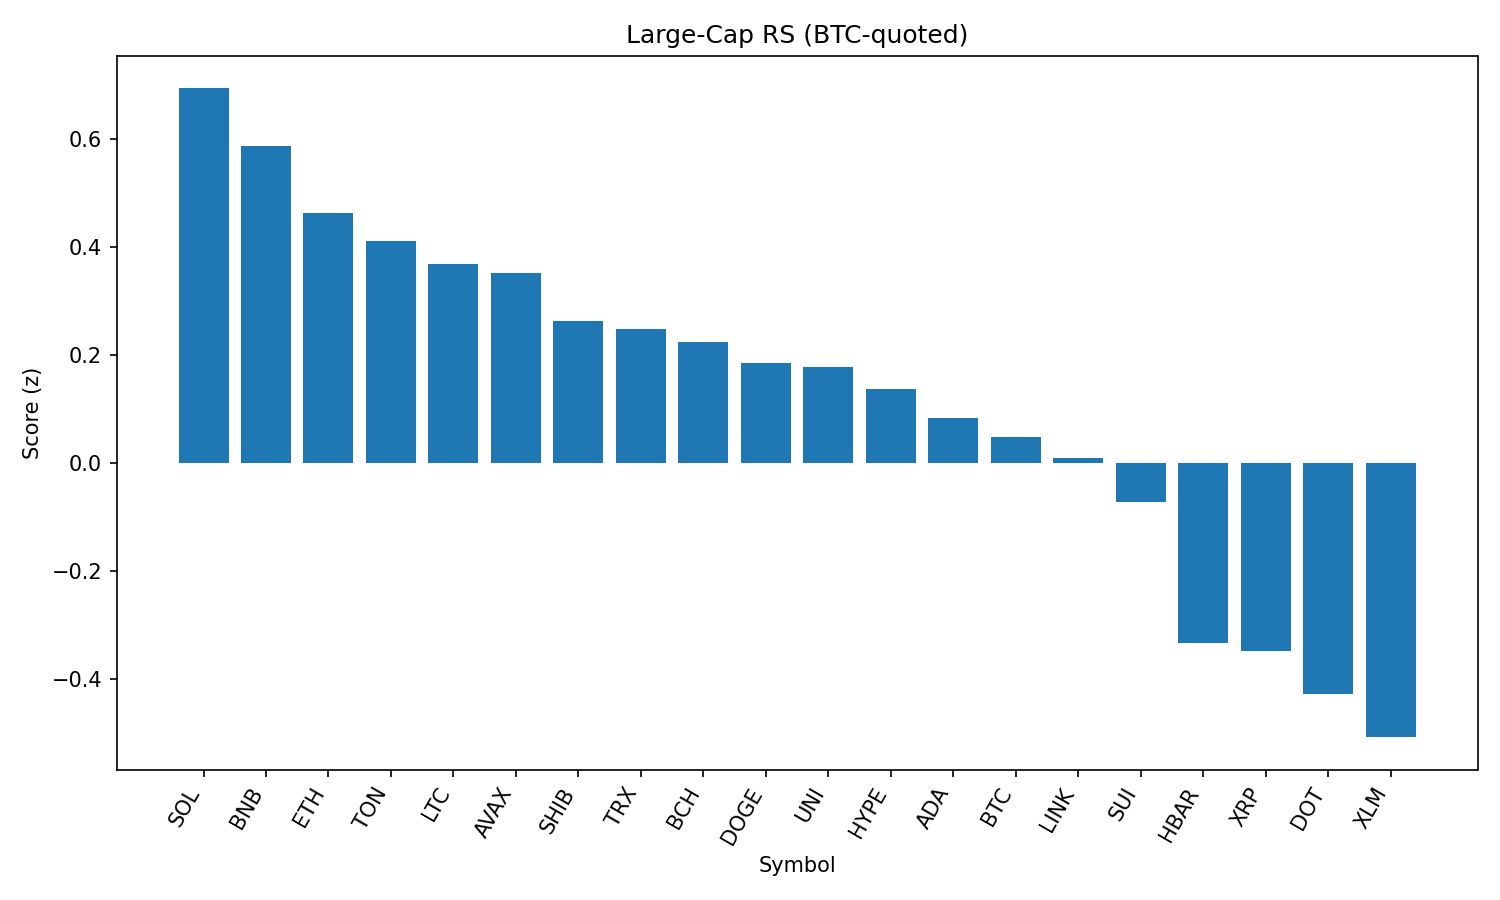 Large-Cap RS (BTC-quoted)
Score (z)
0.6
0.4
0.2
0.0
−0.2
−0.4
SOL
BNB
ETH
TON
LTC
AVAX
SHIB
TRX
BCH
DOGE
UNI
HYPE
ADA
BTC
LINK
SUI
HBAR
XRP
DOT
XLM
Symbol